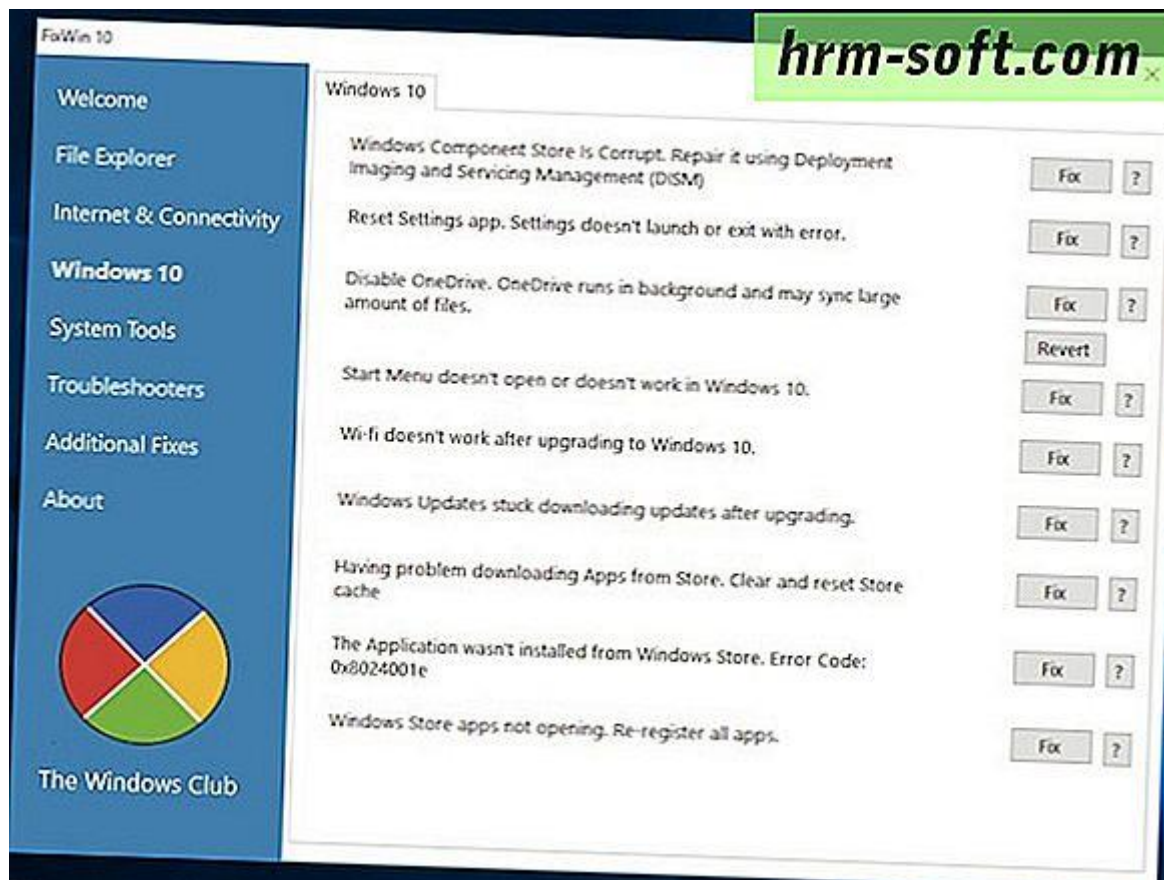 FixWin 10
hrm-soft.com
×
Welcome
File Explorer
Internet & Connectivity
Windows 10
System Tools
Troubleshooters
Additional Fixes
About
The Windows Club
Windows 10
Windows Component Store Is Corrupt. Repair it using Deployment
Imaging and Servicing Management (DISM)
Fix ?
Reset Settings app. Settings doesn't launch or exit with error.
Fix ?
Disable OneDrive. OneDrive runs in background and may sync large
amount of files.
Fix ?
Revert
Start Menu doesn't open or doesn't work in Windows 10.
Fix ?
Wi-fi doesn't work after upgrading to Windows 10.
Fix ?
Windows Updates stuck downloading updates after upgrading.
Fix ?
Having problem downloading Apps from Store. Clear and reset Store
cache
Fix ?
The Application wasn't installed from Windows Store. Error Code:
0x8024001e
Fix ?
Windows Store apps not opening. Re-register all apps.
Fix ?